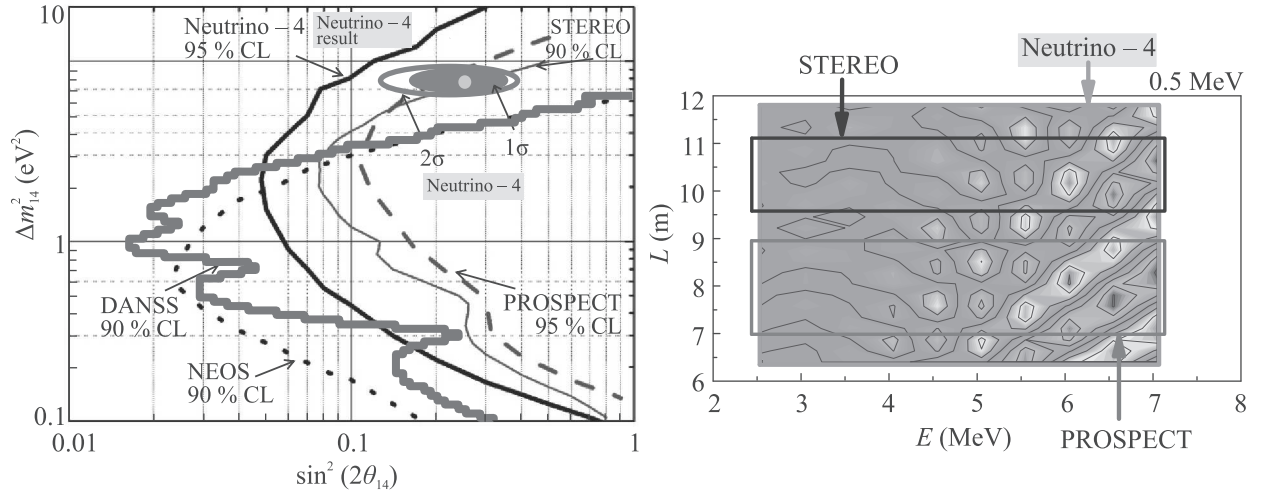 10
1
0.1
Δm²₁₄ (eV²)
Neutrino – 4
95 % CL
Neutrino – 4
result
STEREO
90 % CL
2σ
1σ
Neutrino – 4
DANSS
90 % CL
NEOS
90 % CL
PROSPECT
95 % CL
0.01
0.1
1
sin² (2θ₁₄)
Neutrino – 4
STEREO
0.5 MeV
12
11
10
9
8
7
6
L (m)
2
3
4
5
6
7
8
E (MeV)
PROSPECT